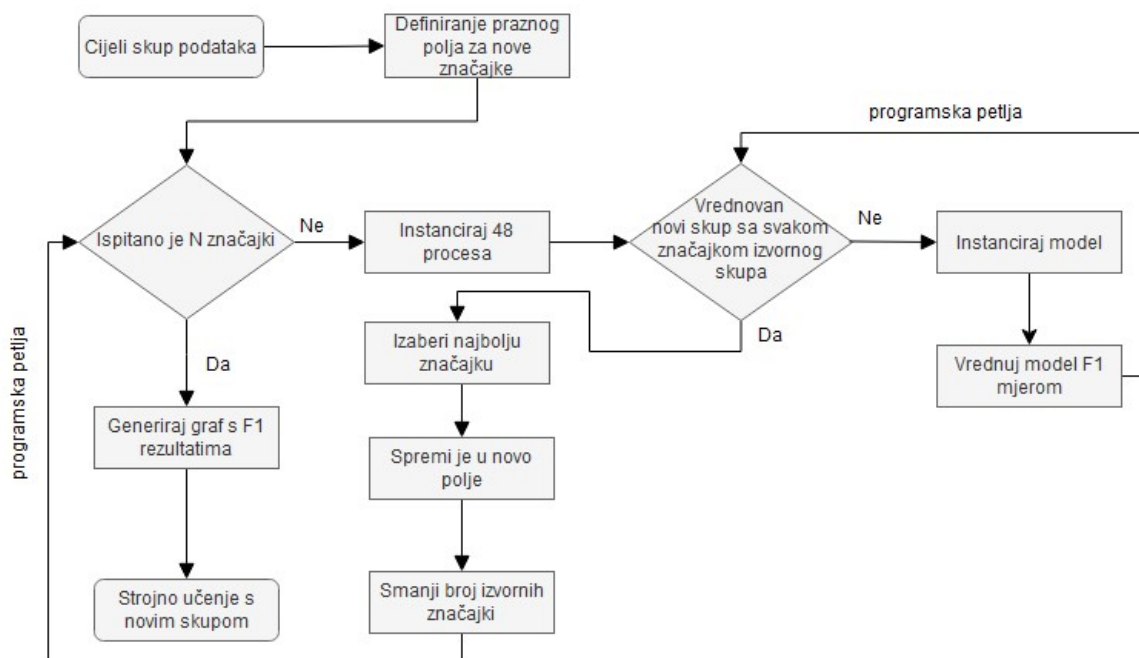 Cijeli skup podataka
Definiranje praznog
polja za nove
značajke
programska petlja
Ispitano je N značajki
Ne
Instanciraj 48
procesa
Vrednovan
novi skup sa svakom
značajkom izvornog
skupa
Ne
Instanciraj model
Da
Izaberi najbolju
značajku
Da
Vrednuj model F1
mjerom
programska petlja
Generiraj graf s F1
rezultatima
Spremi je u novo
polje
Strojno učenje s
novim skupom
Smanji broj izvornih
značajki